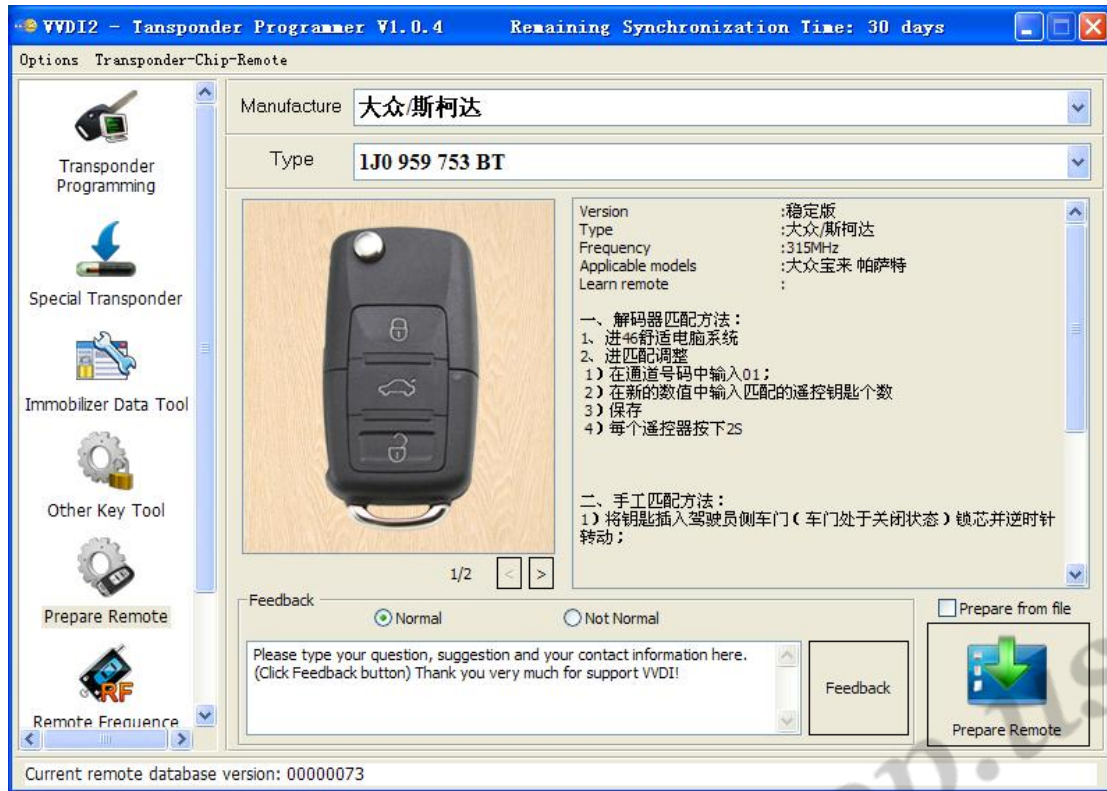 VVDI2 - Tansponder Programmer V1.0.4 Remaining Synchronization Time: 30 days
Options Transponder-Chip-Remote
Transponder
Programming
Special Transponder
Immobilizer Data Tool
Other Key Tool
Prepare Remote
RF
Remote Frequence
Manufacture 大众/斯柯达
Type 1J0 959 753 BT
Version :稳定版
Type :大众/斯柯达
Frequency :315MHz
Applicable models :大众宝来 帕萨特
Learn remote :
一、解码器匹配方法：
1、进46舒适电脑系统
2、进匹配调整
1）在通道号码中输入01；
2）在新的数值中输入匹配的遥控钥匙个数
3）保存
4）每个遥控器按下2S
二、手工匹配方法：
1）将钥匙插入驾驶员侧车门（车门处于关闭状态）锁芯并逆时针
转动；
1/2 < >
Feedback
Normal Not Normal
Please type your question, suggestion and your contact information here.
(Click Feedback button) Thank you very much for support VVDI!
Feedback
Prepare from file
Prepare Remote
Current remote database version: 00000073